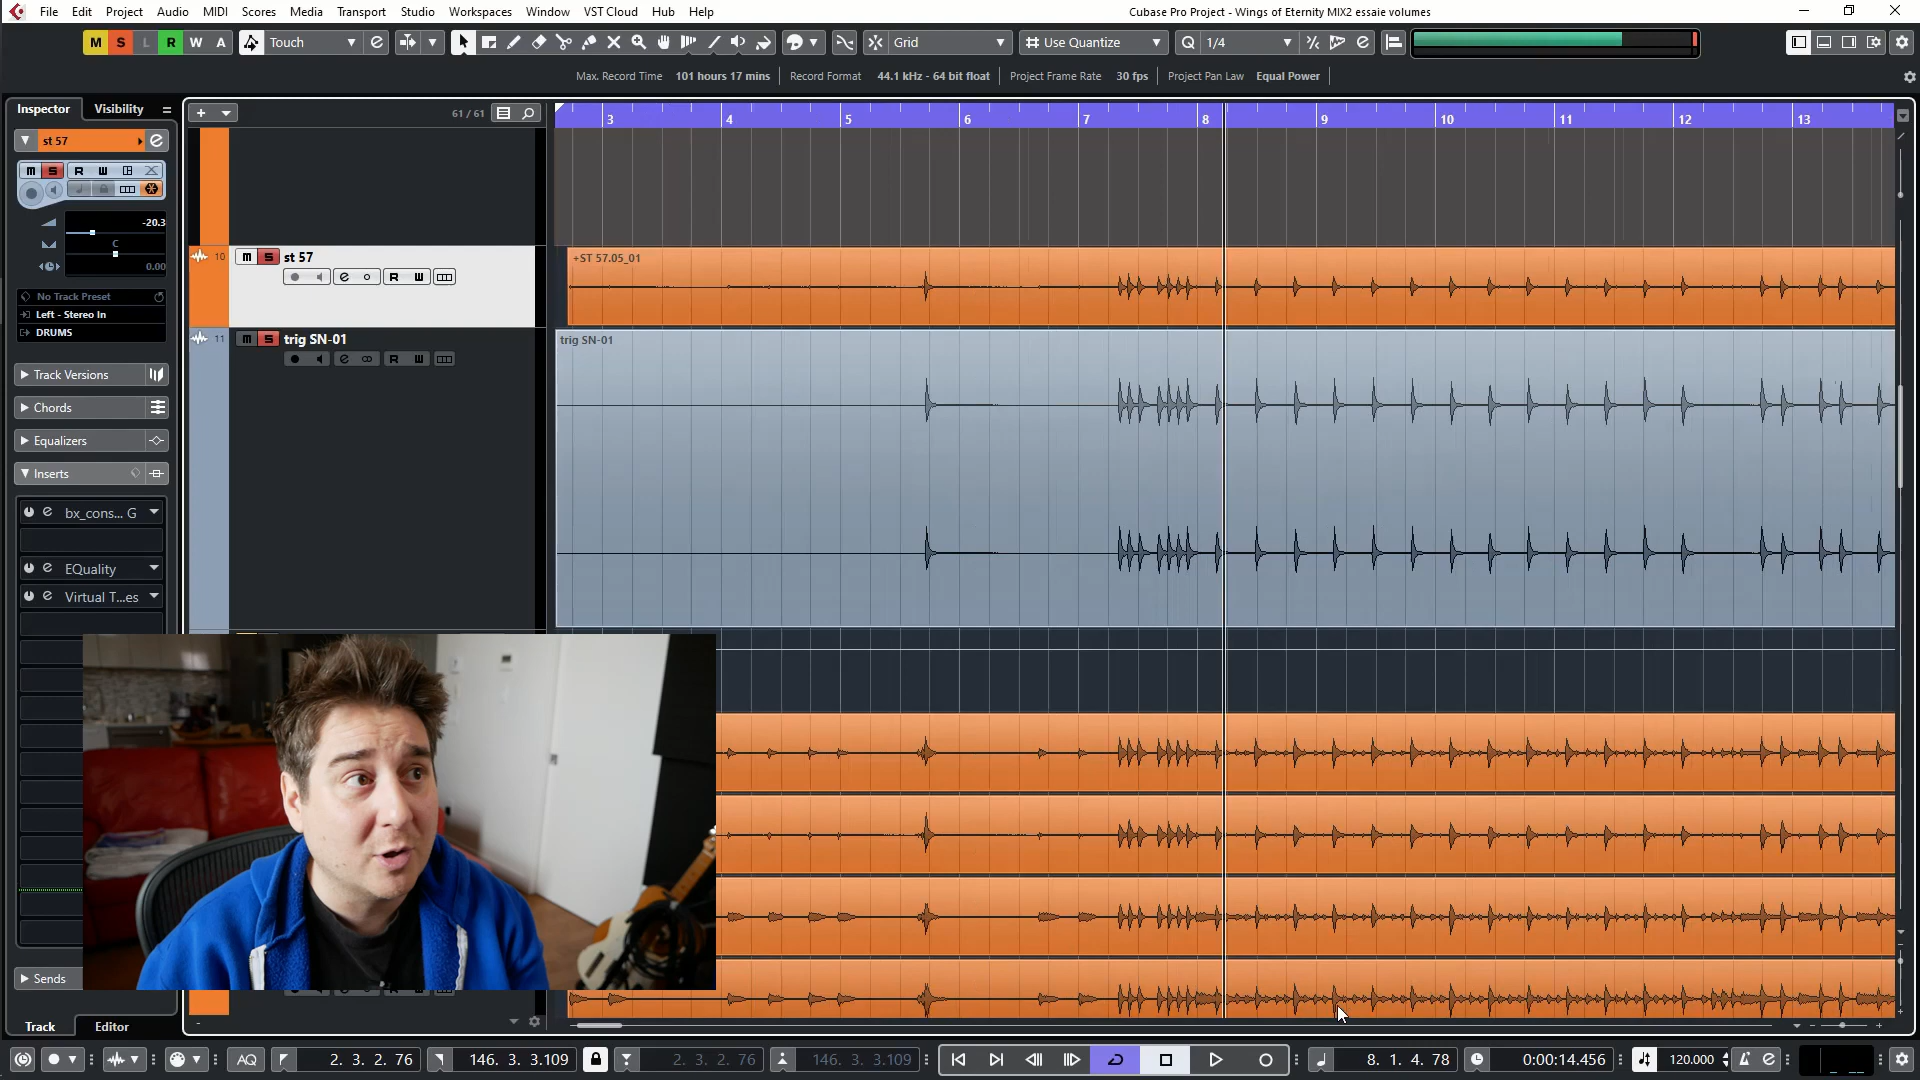 File Edit Project Audio MIDI Scores Media Transport Studio Workspaces Window VST Cloud Hub Help
Cubase Pro Project - Wings of Eternity MIX2 essaie volumes
M S L R W A Touch Grid Use Quantize Q 1/4
Max. Record Time 101 hours 17 mins Record Format 44.1 kHz - 64 bit float Project Frame Rate 30 fps Project Pan Law Equal Power
Inspector Visibility 61 / 61
3 4 5 6 7 8 9 10 11 12 13
st 57
M S R W
-20.3
C
0.00
10 M S st 57
R W
+ST 57.05_01
No Track Preset
Left - Stereo In
DRUMS
11 M S trig SN-01
R W
trig SN-01
Track Versions
Chords
Equalizers
Inserts
bx_cons... G
EQuality
Virtual T...es
Sends
Track Editor
AQ 2. 3. 2. 76 146. 3. 3.109 2. 3. 2. 76 146. 3. 3.109 8. 1. 4. 78 0:00:14.456 120.000